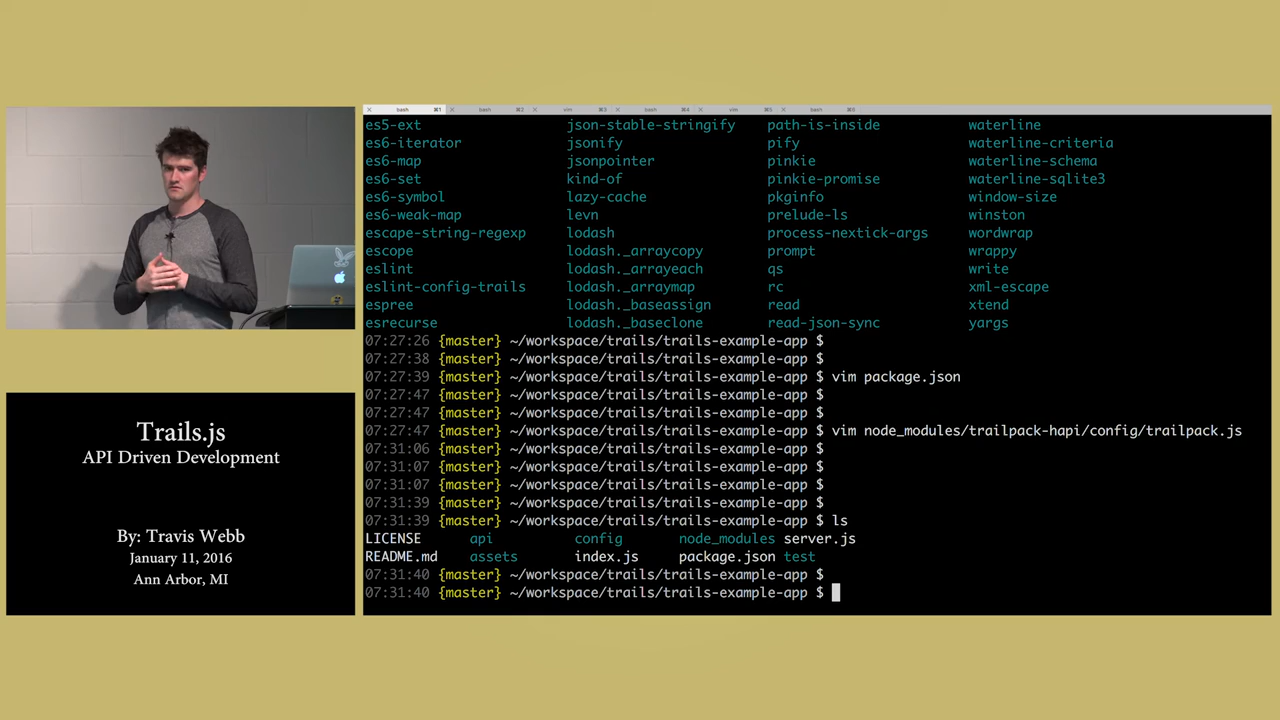 bash ⌘1 bash ⌘2 vim ⌘3 bash ⌘4 vim ⌘5 bash ⌘6
es5-ext json-stable-stringify path-is-inside waterline
es6-iterator jsonify pify waterline-criteria
es6-map jsonpointer pinkie waterline-schema
es6-set kind-of pinkie-promise waterline-sqlite3
es6-symbol lazy-cache pkginfo window-size
es6-weak-map levn prelude-ls winston
escape-string-regexp lodash process-nextick-args wordwrap
escope lodash._arraycopy prompt wrappy
eslint lodash._arrayeach qs write
eslint-config-trails lodash._arraymap rc xml-escape
espree lodash._baseassign read xtend
esrecurse lodash._baseclone read-json-sync yargs
07:27:26 {master} ~/workspace/trails/trails-example-app $
07:27:38 {master} ~/workspace/trails/trails-example-app $
07:27:39 {master} ~/workspace/trails/trails-example-app $ vim package.json
07:27:47 {master} ~/workspace/trails/trails-example-app $
07:27:47 {master} ~/workspace/trails/trails-example-app $
07:27:47 {master} ~/workspace/trails/trails-example-app $ vim node_modules/trailpack-hapi/config/trailpack.js
07:31:06 {master} ~/workspace/trails/trails-example-app $
07:31:07 {master} ~/workspace/trails/trails-example-app $
07:31:07 {master} ~/workspace/trails/trails-example-app $
07:31:39 {master} ~/workspace/trails/trails-example-app $
07:31:39 {master} ~/workspace/trails/trails-example-app $ ls
LICENSE api config node_modules server.js
README.md assets index.js package.json test
07:31:40 {master} ~/workspace/trails/trails-example-app $
07:31:40 {master} ~/workspace/trails/trails-example-app $
Trails.js
API Driven Development
By: Travis Webb
January 11, 2016
Ann Arbor, MI